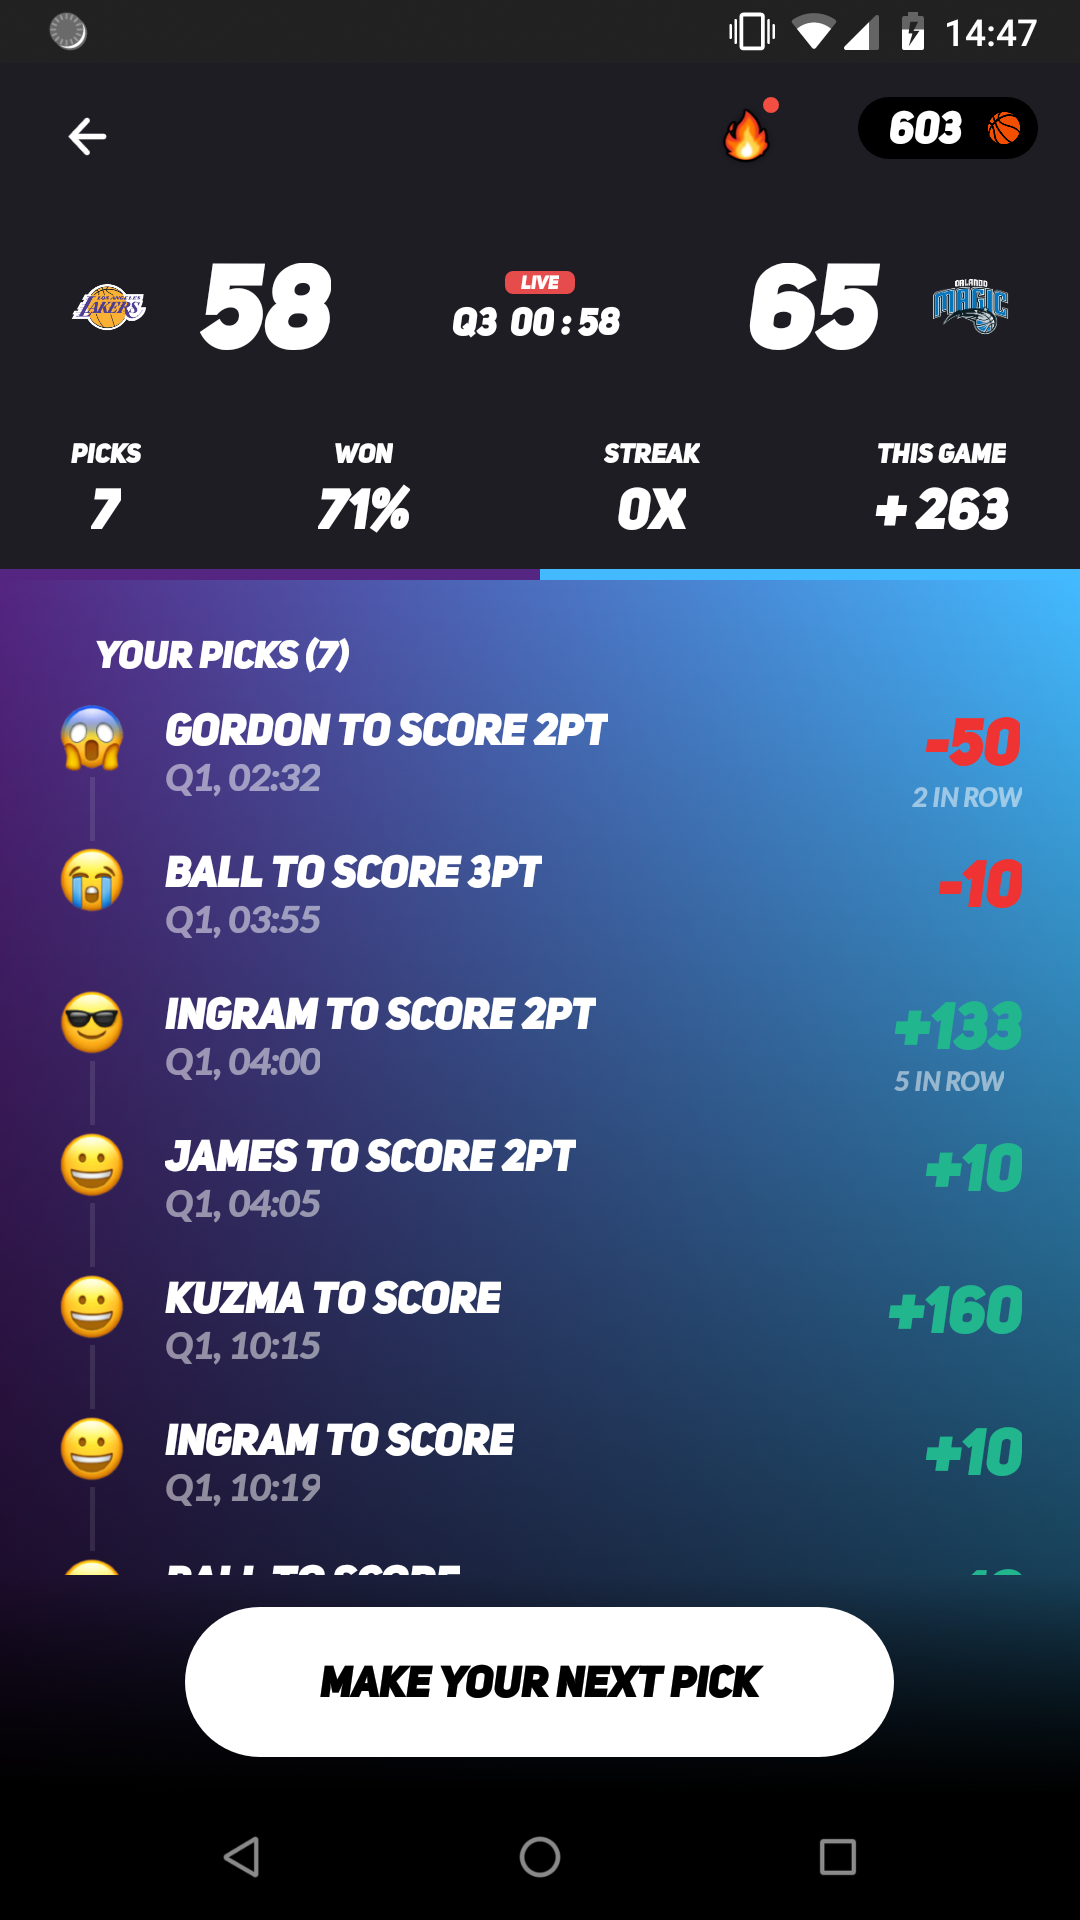 14:47
603
LOS ANGELES
LAKERS
58
LIVE
Q3 00 : 58
65
ORLANDO
MAGIC
PICKS WON STREAK THIS GAME
7 71% 0X + 263
YOUR PICKS (7)
GORDON TO SCORE 2PT -50
Q1, 02:32 2 IN ROW
BALL TO SCORE 3PT -10
Q1, 03:55
INGRAM TO SCORE 2PT +133
Q1, 04:00 5 IN ROW
JAMES TO SCORE 2PT +10
Q1, 04:05
KUZMA TO SCORE +160
Q1, 10:15
INGRAM TO SCORE +10
Q1, 10:19
BALL TO SCORE
MAKE YOUR NEXT PICK